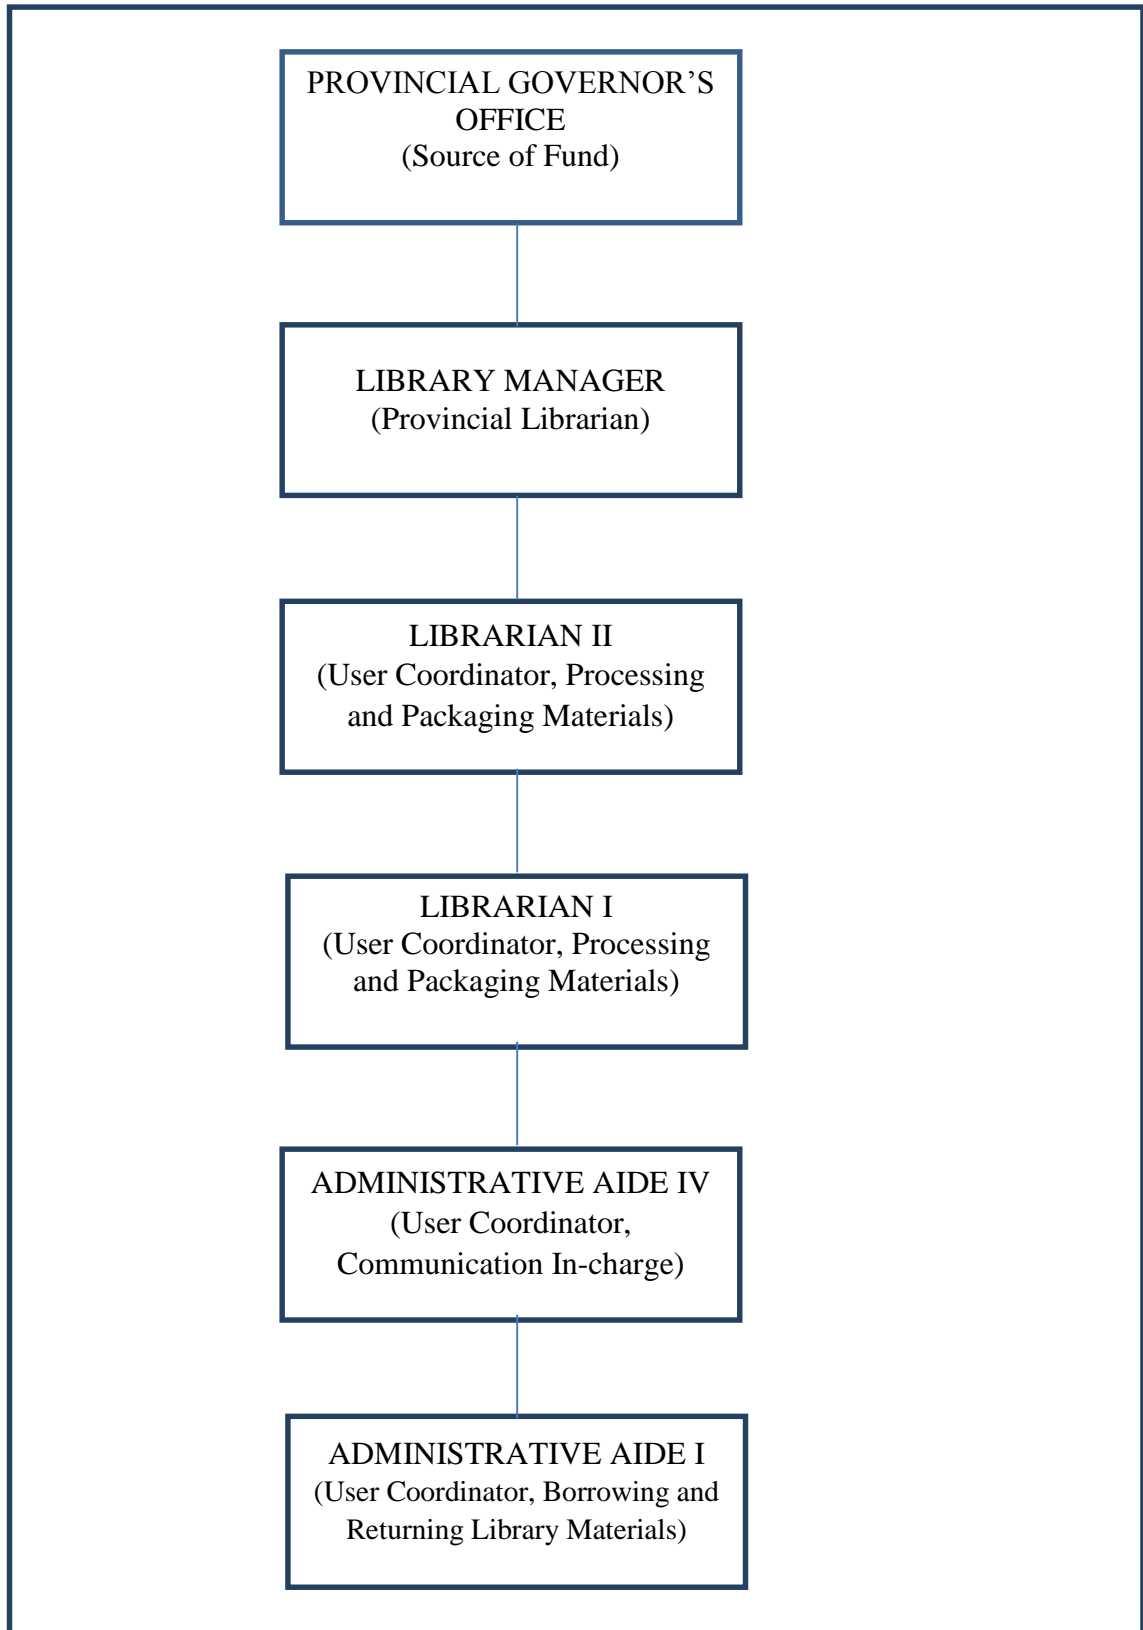 PROVINCIAL GOVERNOR’S
OFFICE
(Source of Fund)
LIBRARY MANAGER
(Provincial Librarian)
LIBRARIAN II
(User Coordinator, Processing
and Packaging Materials)
LIBRARIAN I
(User Coordinator, Processing
and Packaging Materials)
ADMINISTRATIVE AIDE IV
(User Coordinator,
Communication In-charge)
ADMINISTRATIVE AIDE I
(User Coordinator, Borrowing and
Returning Library Materials)